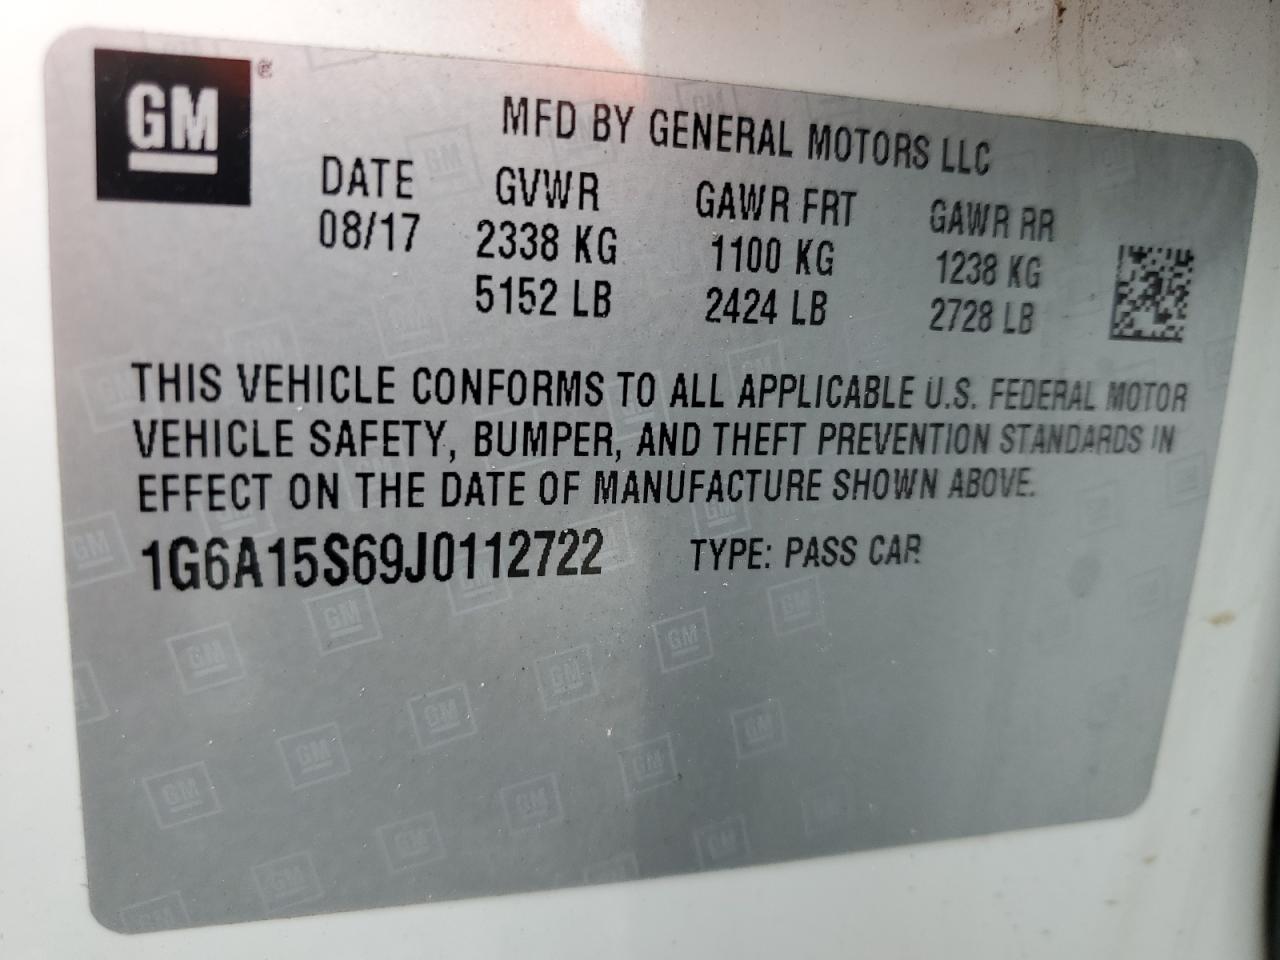 GM ®
MFD BY GENERAL MOTORS LLC
DATE GVWR GAWR FRT GAWR RR
08/17 2338 KG 1100 KG 1238 KG
5152 LB 2424 LB 2728 LB
THIS VEHICLE CONFORMS TO ALL APPLICABLE U.S. FEDERAL MOTOR
VEHICLE SAFETY, BUMPER, AND THEFT PREVENTION STANDARDS IN
EFFECT ON THE DATE OF MANUFACTURE SHOWN ABOVE.
1G6A15S69J0112722 TYPE: PASS CAR